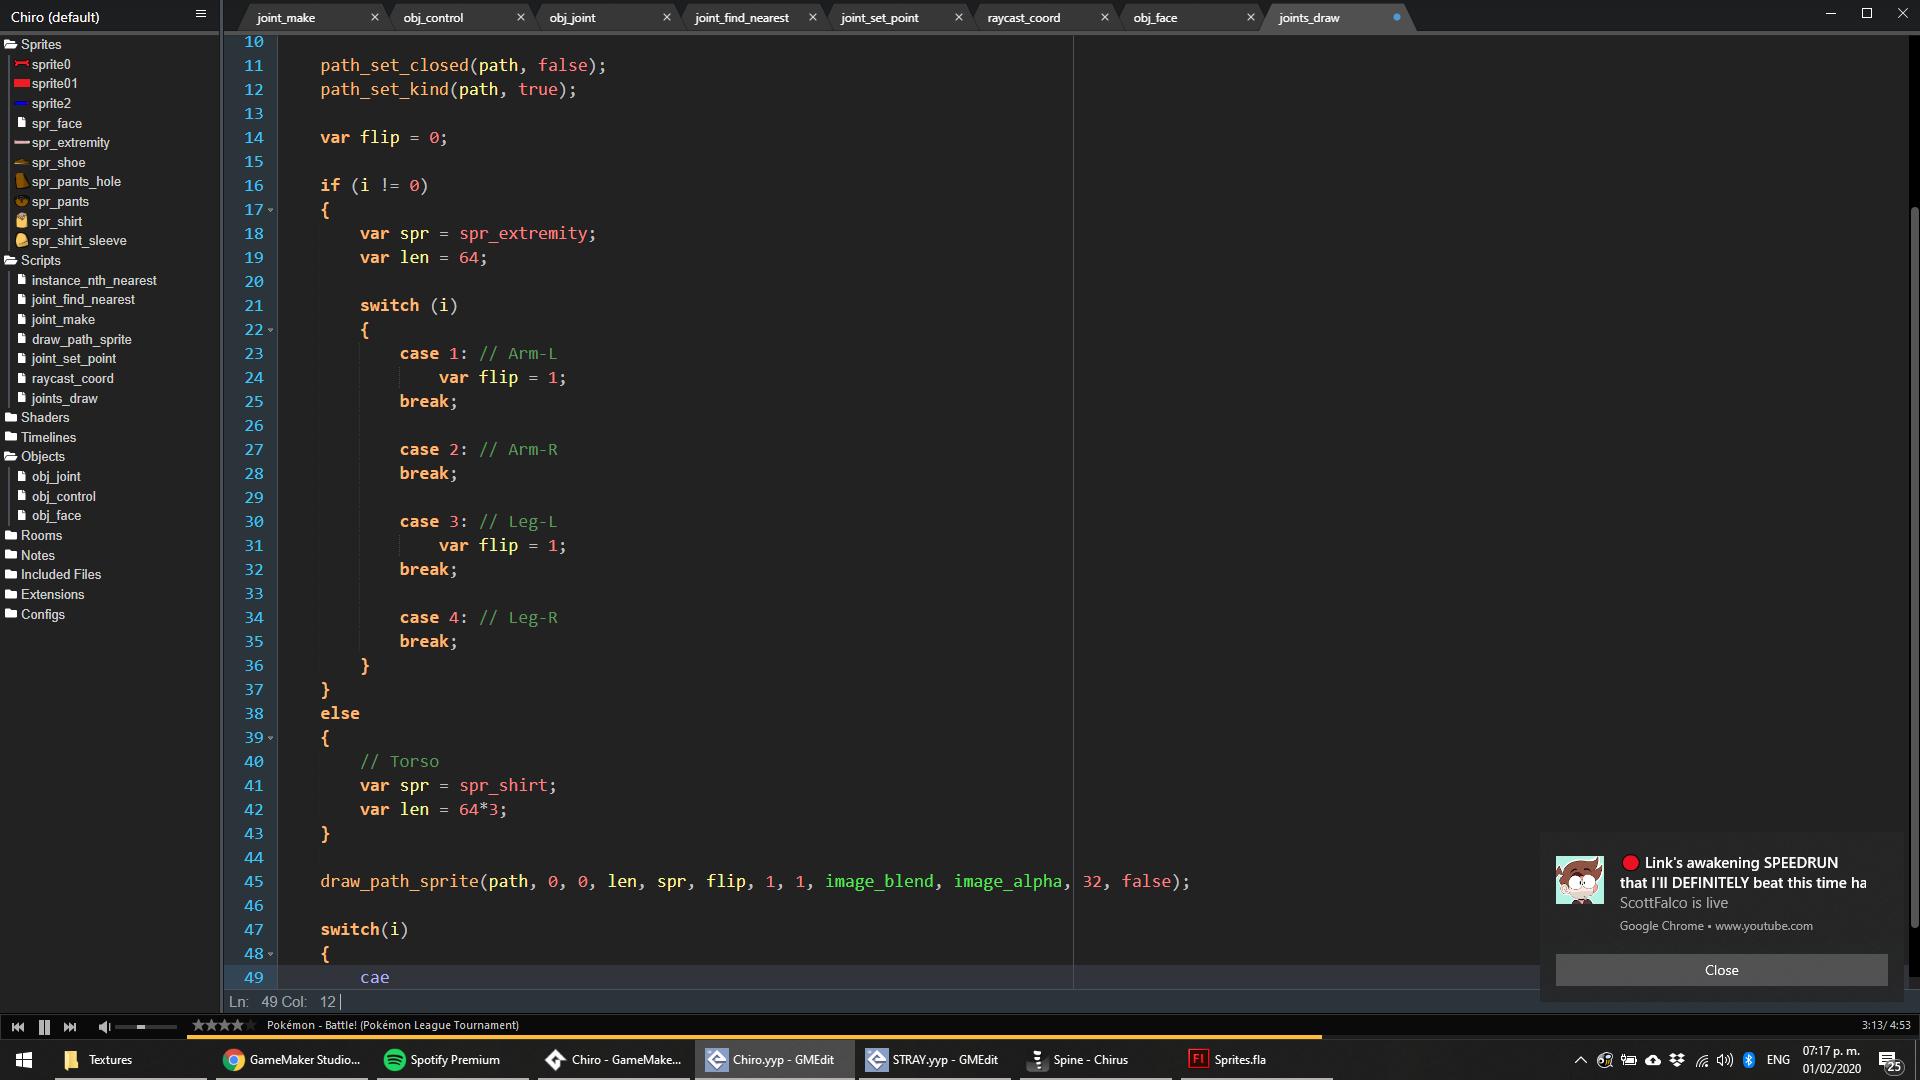 Chiro (default)
joint_make
obj_control
obj_joint
joint_find_nearest
joint_set_point
raycast_coord
obj_face
joints_draw
Sprites
sprite0
sprite01
sprite2
spr_face
spr_extremity
spr_shoe
spr_pants_hole
spr_pants
spr_shirt
spr_shirt_sleeve
Scripts
instance_nth_nearest
joint_find_nearest
joint_make
draw_path_sprite
joint_set_point
raycast_coord
joints_draw
Shaders
Timelines
Objects
obj_joint
obj_control
obj_face
Rooms
Notes
Included Files
Extensions
Configs
10
11 path_set_closed(path, false);
12 path_set_kind(path, true);
13
14 var flip = 0;
15
16 if (i != 0)
17 {
18 var spr = spr_extremity;
19 var len = 64;
20
21 switch (i)
22 {
23 case 1: // Arm-L
24 var flip = 1;
25 break;
26
27 case 2: // Arm-R
28 break;
29
30 case 3: // Leg-L
31 var flip = 1;
32 break;
33
34 case 4: // Leg-R
35 break;
36 }
37 }
38 else
39 {
40 // Torso
41 var spr = spr_shirt;
42 var len = 64*3;
43 }
44
45 draw_path_sprite(path, 0, 0, len, spr, flip, 1, 1, image_blend, image_alpha, 32, false);
46
47 switch(i)
48 {
49 cae
Ln: 49 Col: 12
Link's awakening SPEEDRUN
that I'll DEFINITELY beat this time ha
ScottFalco is live
Google Chrome • www.youtube.com
Close
Pokémon - Battle! (Pokémon League Tournament)
3:13/ 4:53
Textures
GameMaker Studio...
Spotify Premium
Chiro - GameMake...
Chiro.yyp - GMEdit
STRAY.yyp - GMEdit
Spine - Chirus
Fl
Sprites.fla
ENG
07:17 p. m.
01/02/2020
25